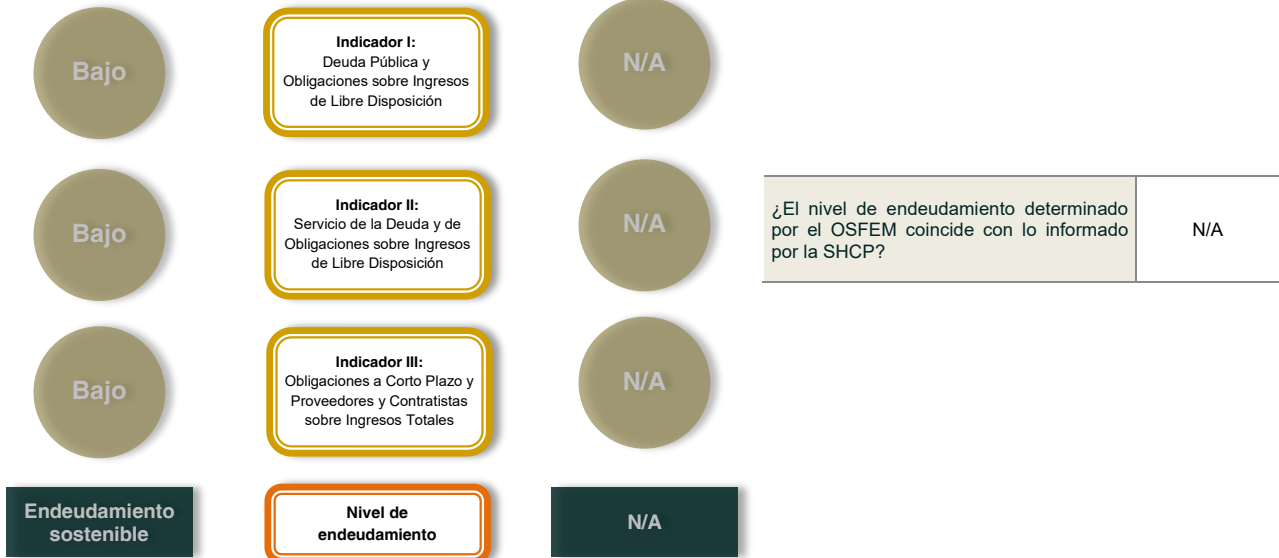 Bajo
Indicador I:
Deuda Pública y
Obligaciones sobre Ingresos
de Libre Disposición
N/A
Bajo
Indicador II:
Servicio de la Deuda y de
Obligaciones sobre Ingresos
de Libre Disposición
N/A
¿El nivel de endeudamiento determinado
por el OSFEM coincide con lo informado
por la SHCP?
N/A
Bajo
Indicador III:
Obligaciones a Corto Plazo y
Proveedores y Contratistas
sobre Ingresos Totales
N/A
Endeudamiento
sostenible
Nivel de
endeudamiento
N/A